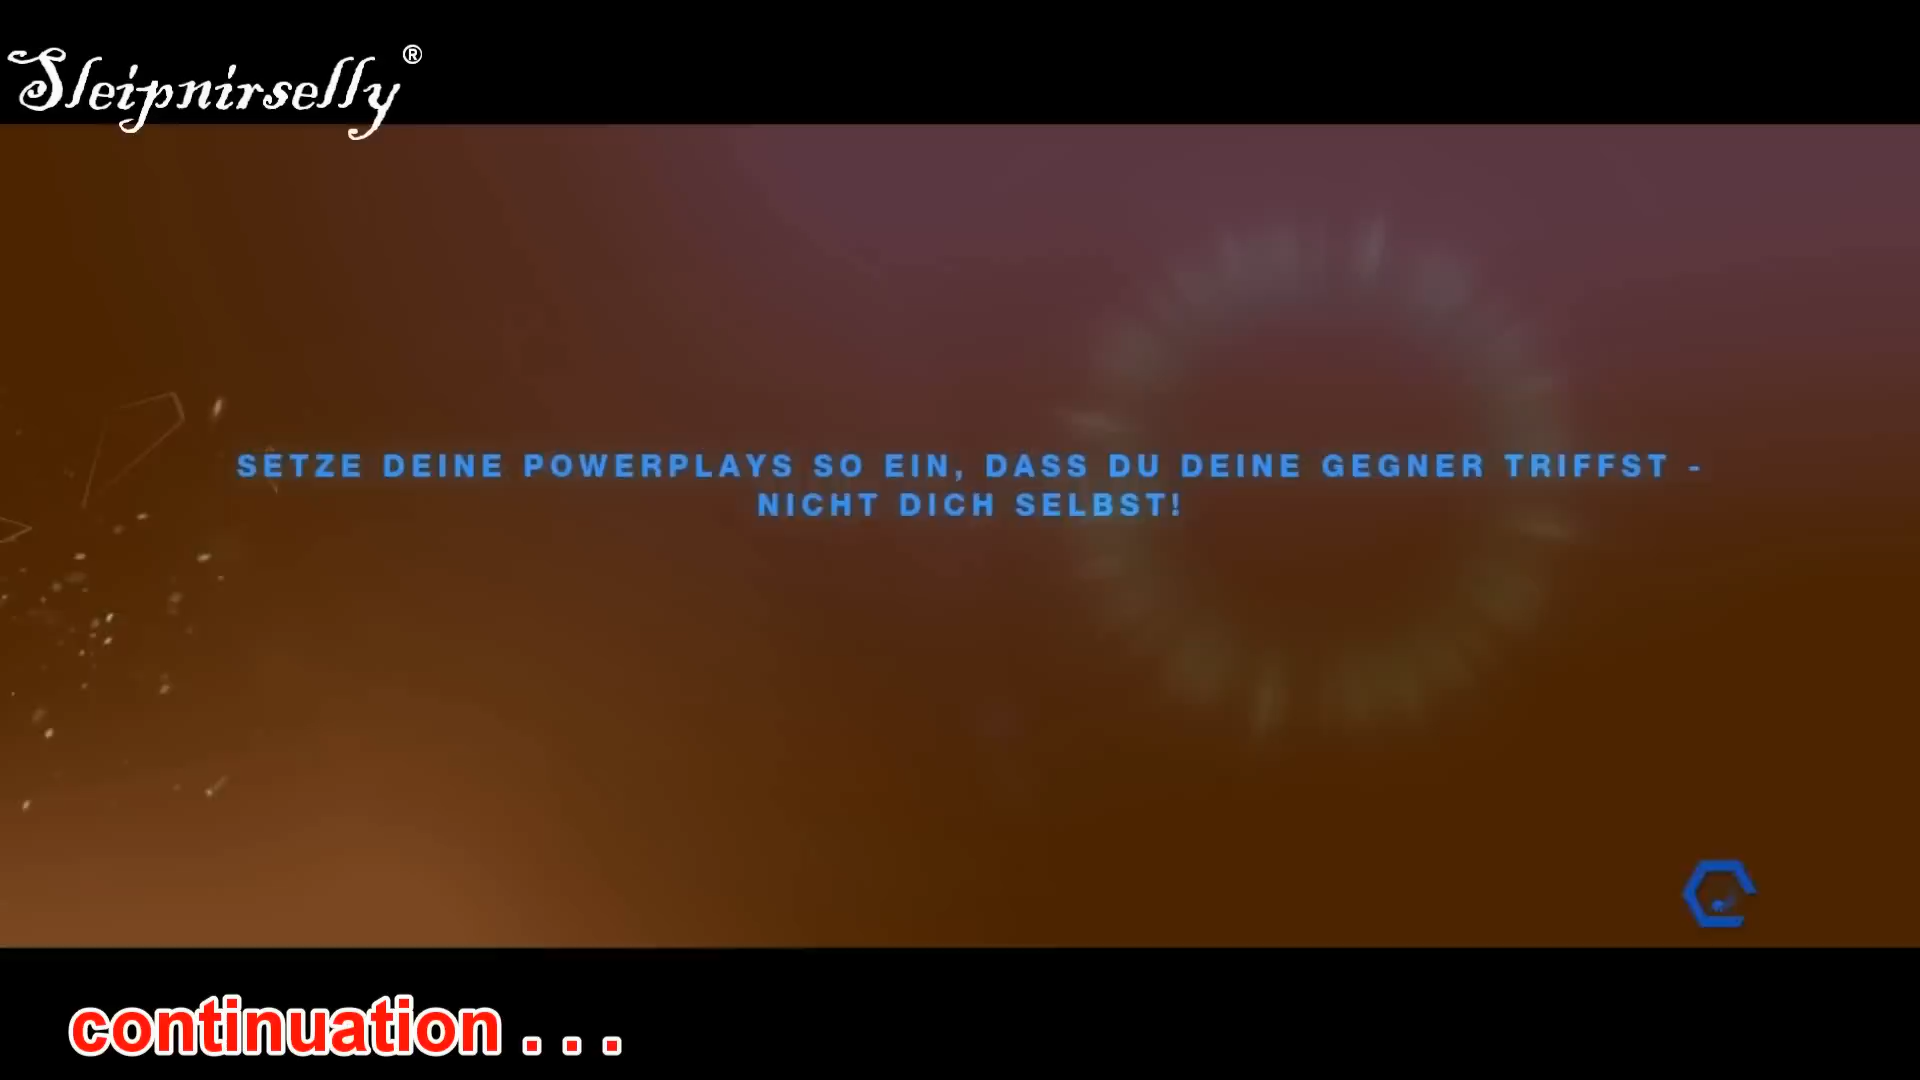 Sleipnirselly®
SETZE DEINE POWERPLAYS SO EIN, DASS DU DEINE GEGNER TRIFFST -
NICHT DICH SELBST!
continuation . . .